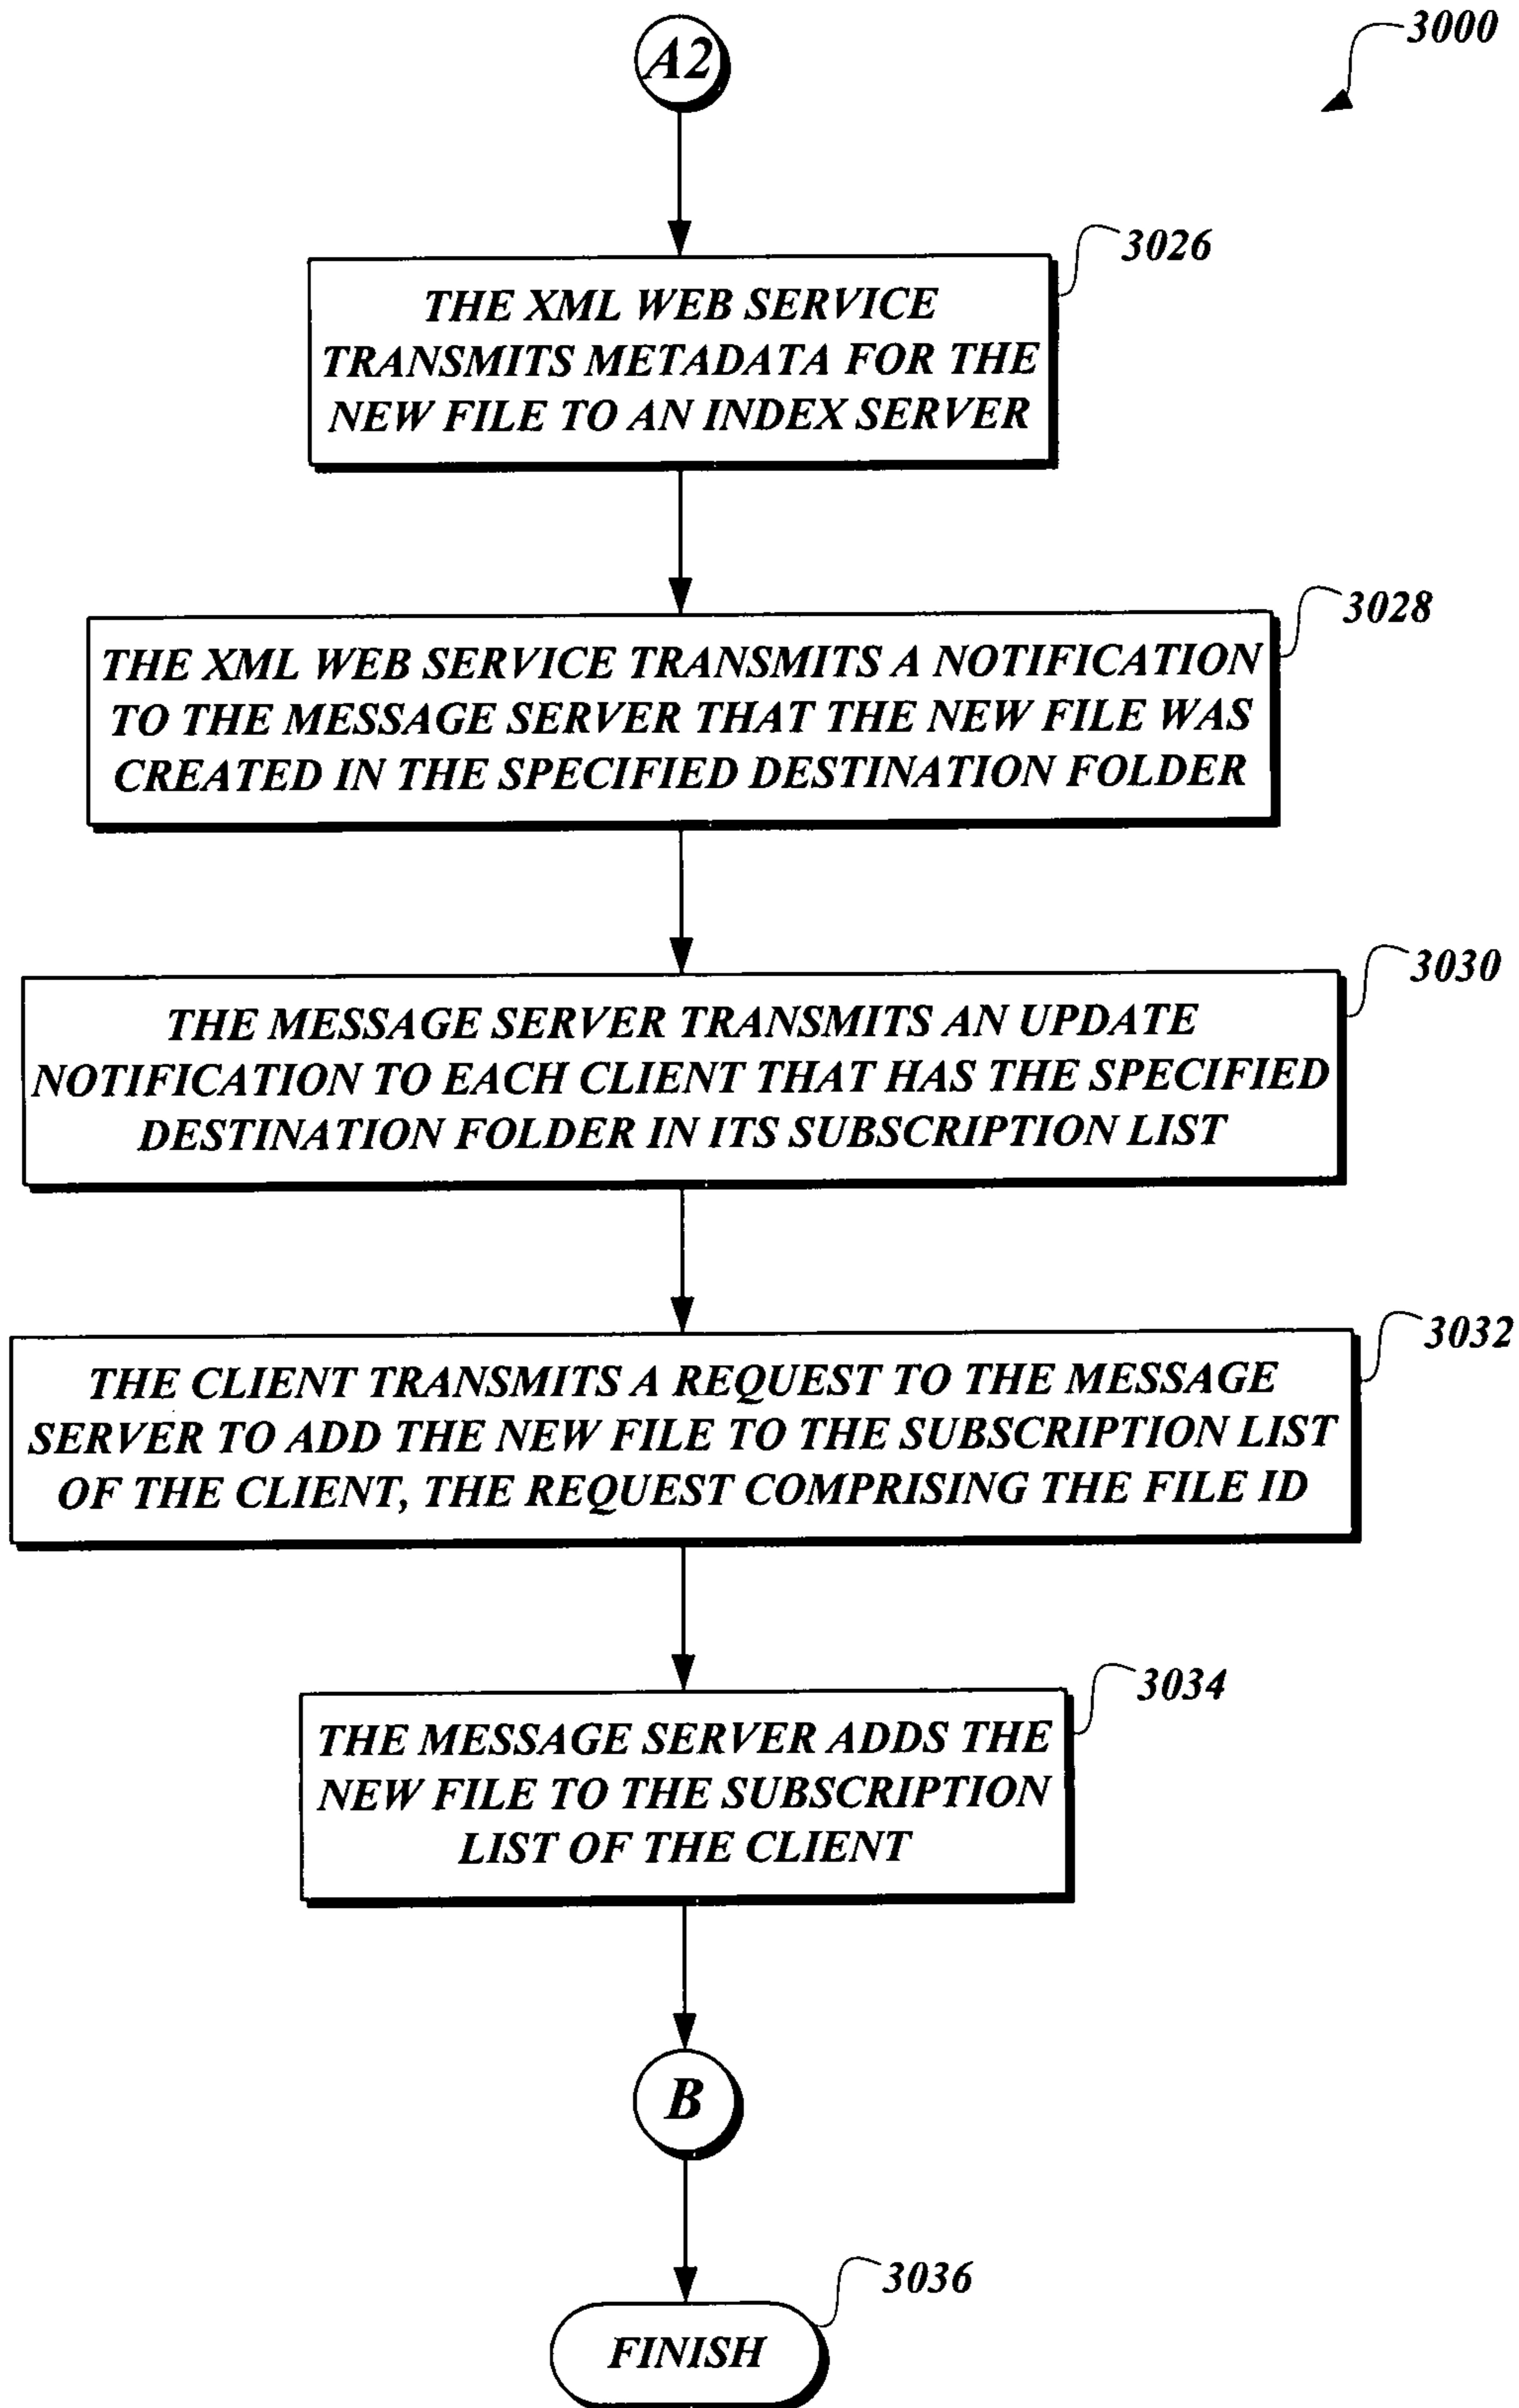 A2
3000
3026
THE XML WEB SERVICE
TRANSMITS METADATA FOR THE
NEW FILE TO AN INDEX SERVER
3028
THE XML WEB SERVICE TRANSMITS A NOTIFICATION
TO THE MESSAGE SERVER THAT THE NEW FILE WAS
CREATED IN THE SPECIFIED DESTINATION FOLDER
3030
THE MESSAGE SERVER TRANSMITS AN UPDATE
NOTIFICATION TO EACH CLIENT THAT HAS THE SPECIFIED
DESTINATION FOLDER IN ITS SUBSCRIPTION LIST
3032
THE CLIENT TRANSMITS A REQUEST TO THE MESSAGE
SERVER TO ADD THE NEW FILE TO THE SUBSCRIPTION LIST
OF THE CLIENT, THE REQUEST COMPRISING THE FILE ID
3034
THE MESSAGE SERVER ADDS THE
NEW FILE TO THE SUBSCRIPTION
LIST OF THE CLIENT
B
3036
FINISH